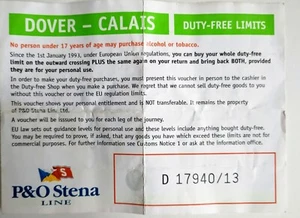 DOVER – CALAIS
DUTY-FREE LIMITS
No person under 17 years of age may purchase alcohol or tobacco.
Since the 1st January 1993, under European Union regulations, you can buy your whole duty-free
limit on the outward crossing PLUS the same again on your return and bring back BOTH, provided
they are for your personal use.
In order to make your duty-free purchases, you must present this voucher in person to the cashier in
the Duty-free Shop when you make a purchase. We regret that we cannot sell duty-free goods to you
without this voucher or over the EU regulation limits.
This voucher shows your personal entitlement and is NOT transferable. It remains the property
of P&O Stena Line Ltd.
A voucher will be issued to you for each leg of the journey.
EU law sets out guidance levels for personal use and these levels include anything bought duty-free.
You may be required to prove, if asked, that any goods you have which exceed these limits are not for
commercial purposes. For further information see Customs Notice 1 or ask at the information office.
P&O Stena
LINE
D 17940/13